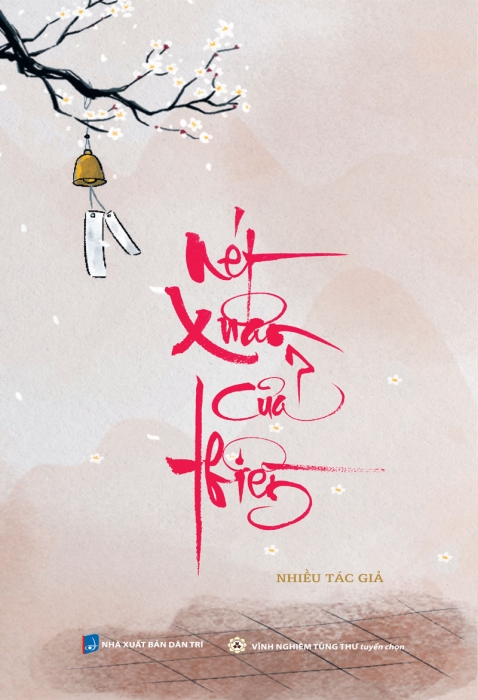 Nét
Xuân
Của
Thiền
NHIỀU TÁC GIẢ
NHÀ XUẤT BẢN DÂN TRÍ
VĨNH NGHIÊM TÙNG THƯ tuyển chọn